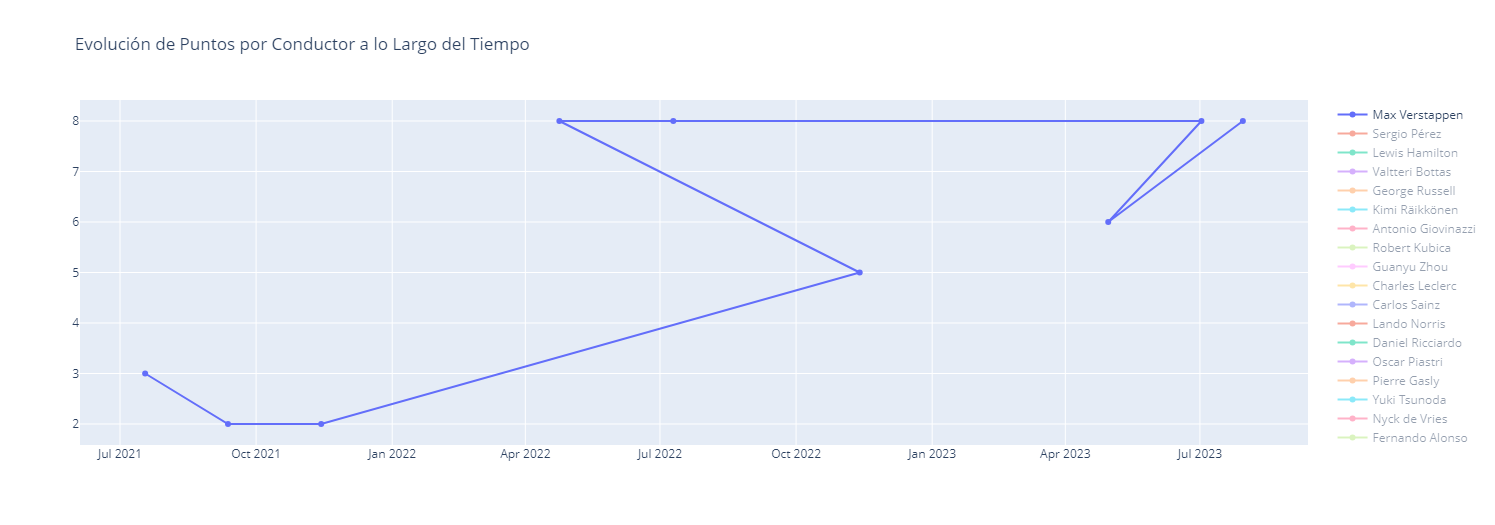 Evolución de Puntos por Conductor a lo Largo del Tiempo
8
7
6
5
4
3
2
Jul 2021
Oct 2021
Jan 2022
Apr 2022
Jul 2022
Oct 2022
Jan 2023
Apr 2023
Jul 2023
Max Verstappen
Sergio Pérez
Lewis Hamilton
Valtteri Bottas
George Russell
Kimi Räikkönen
Antonio Giovinazzi
Robert Kubica
Guanyu Zhou
Charles Leclerc
Carlos Sainz
Lando Norris
Daniel Ricciardo
Oscar Piastri
Pierre Gasly
Yuki Tsunoda
Nyck de Vries
Fernando Alonso